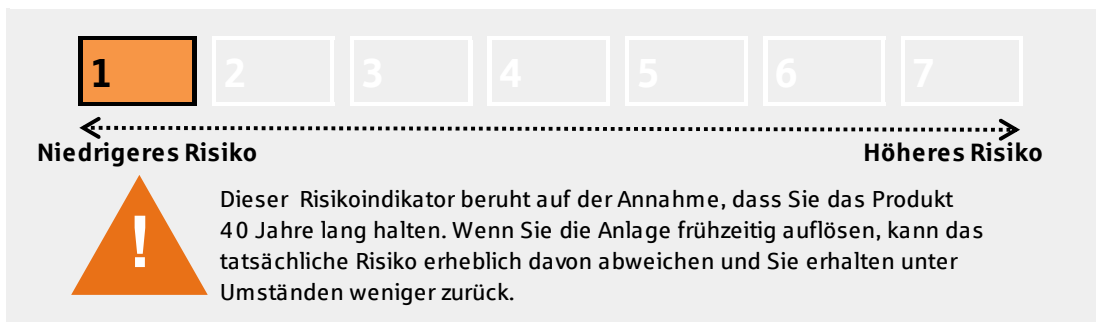 1 2 3 4 5 6 7
Niedrigeres Risiko Höheres Risiko
!
Dieser Risikoindikator beruht auf der Annahme, dass Sie das Produkt
40 Jahre lang halten. Wenn Sie die Anlage frühzeitig auflösen, kann das
tatsächliche Risiko erheblich davon abweichen und Sie erhalten unter
Umständen weniger zurück.